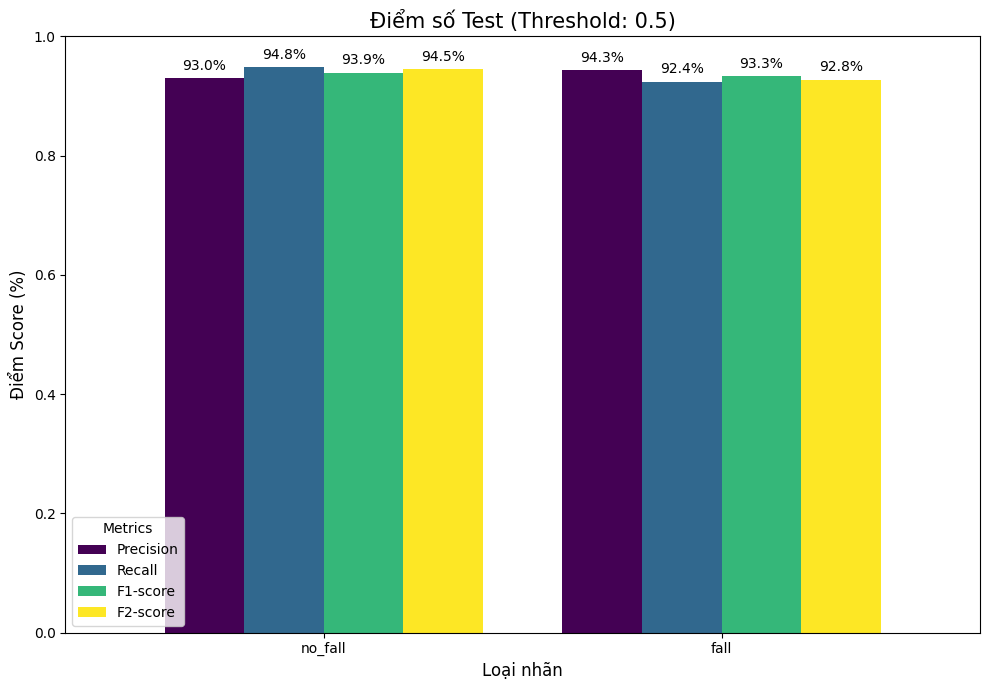 Điểm số Test (Threshold: 0.5)
1.0
0.8
0.6
0.4
0.2
0.0
Điểm Score (%)
93.0%
94.8%
93.9%
94.5%
94.3%
92.4%
93.3%
92.8%
Metrics
Precision
Recall
F1-score
F2-score
no_fall
fall
Loại nhãn